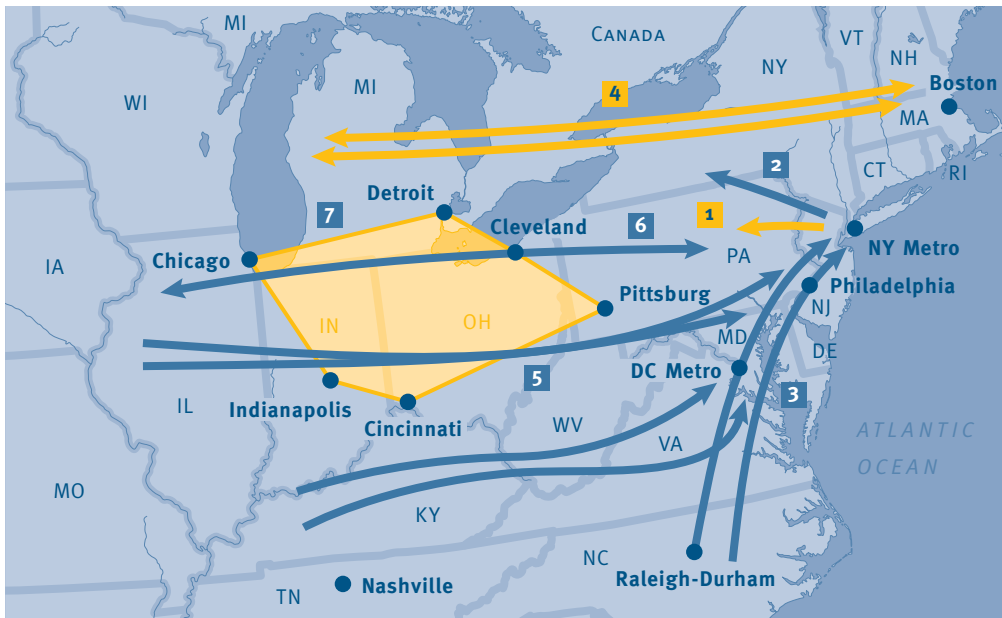 MI
CANADA
VT
NH
NY
WI
MI
4
Boston
MA
2
CT
RI
Detroit
7
1
6
Cleveland
NY Metro
Chicago
PA
IA
Philadelphia
Pittsburg
NJ
IN
OH
MD
DE
DC Metro
5
3
IL
Indianapolis
Cincinnati
WV
VA
ATLANTIC
OCEAN
MO
KY
NC
Raleigh-Durham
Nashville
TN